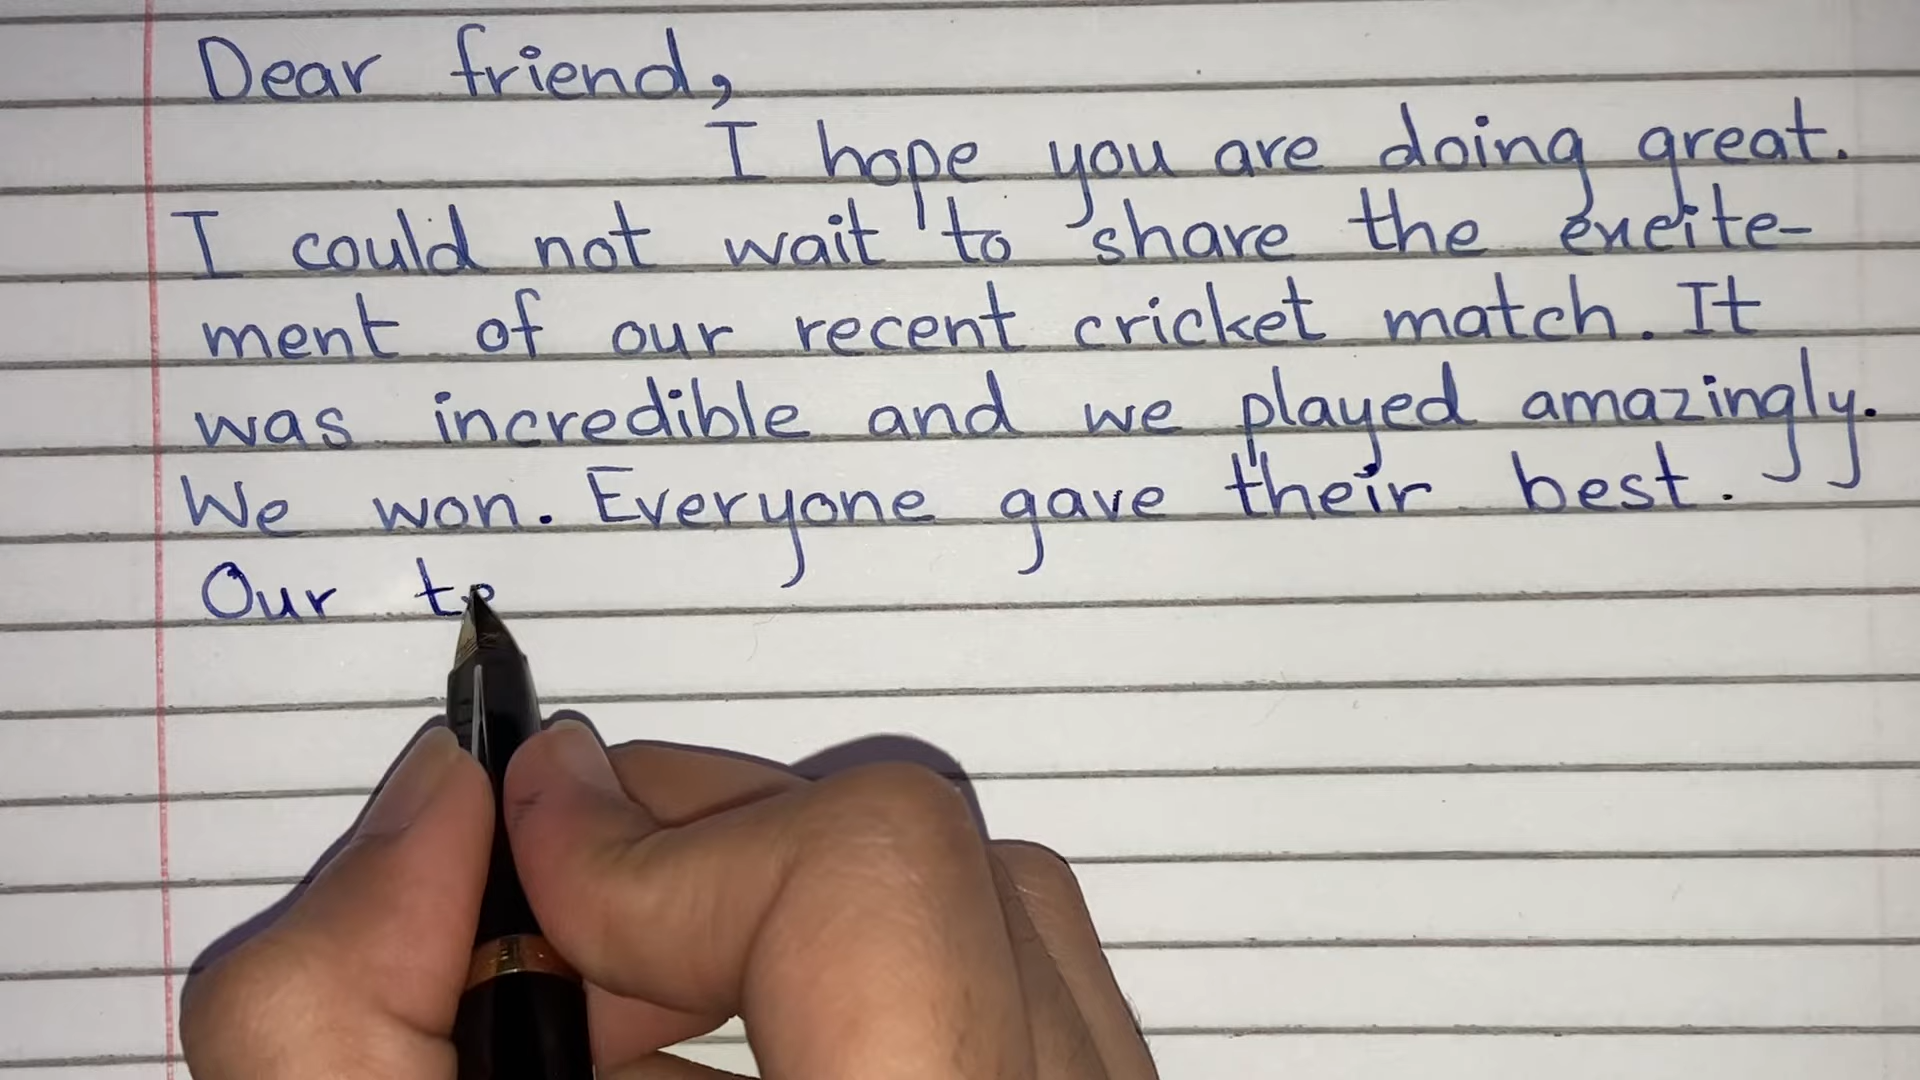 Dear friend,
I hope you are doing great.
I could not wait to share the excite-
ment of our recent cricket match. It
was incredible and we played amazingly.
We won. Everyone gave their best.
Our te